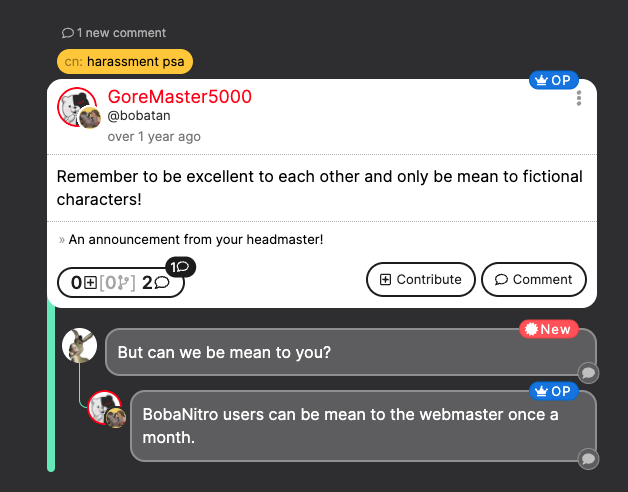 1 new comment
cn: harassment psa
OP
GoreMaster5000
@bobatan
over 1 year ago
Remember to be excellent to each other and only be mean to fictional
characters!
» An announcement from your headmaster!
1
0[0] 2
Contribute
Comment
New
But can we be mean to you?
OP
BobaNitro users can be mean to the webmaster once a
month.